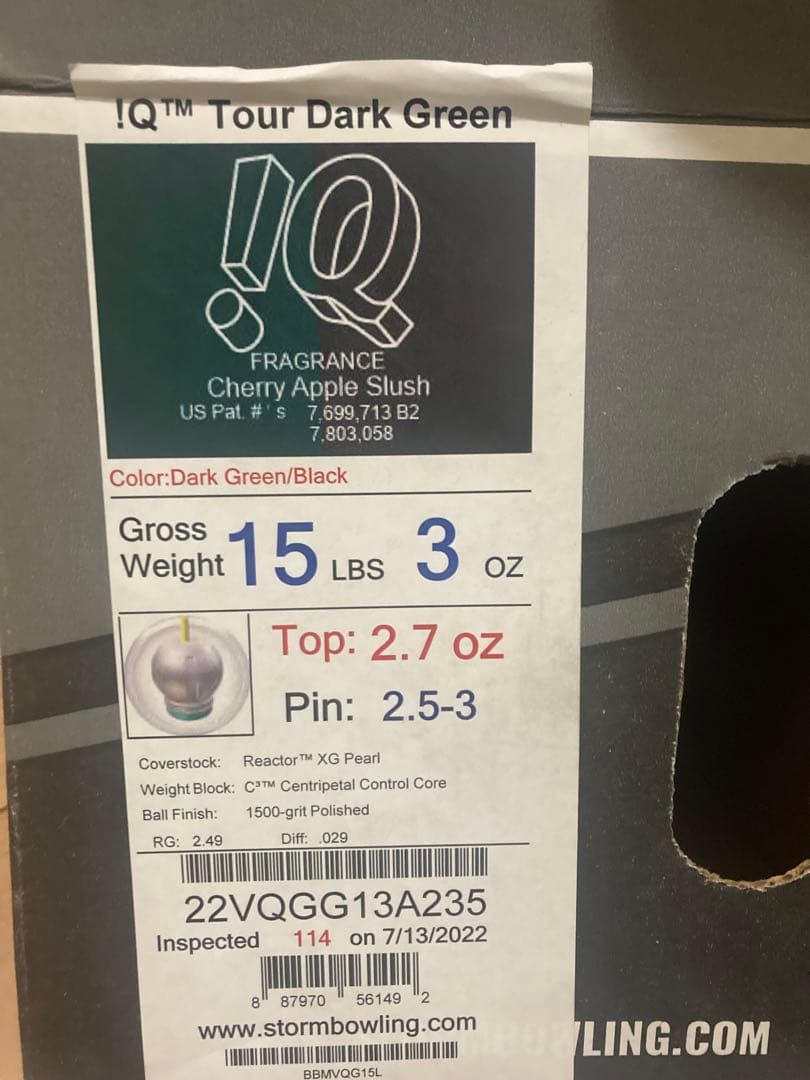 !Q™ Tour Dark Green
!Q
FRAGRANCE
Cherry Apple Slush
US Pat. #'s 7,699,713 B2
7,803,058
Color:Dark Green/Black
Gross Weight 15 LBS 3 OZ
Top: 2.7 oz
Pin: 2.5-3
Coverstock: Reactor™ XG Pearl
Weight Block: C³™ Centripetal Control Core
Ball Finish: 1500-grit Polished
RG: 2.49 Diff: .029
22VQGG13A235
Inspected 114 on 7/13/2022
8 87970 56149 2
www.stormbowling.com
BBMVQG15L
WLING.COM